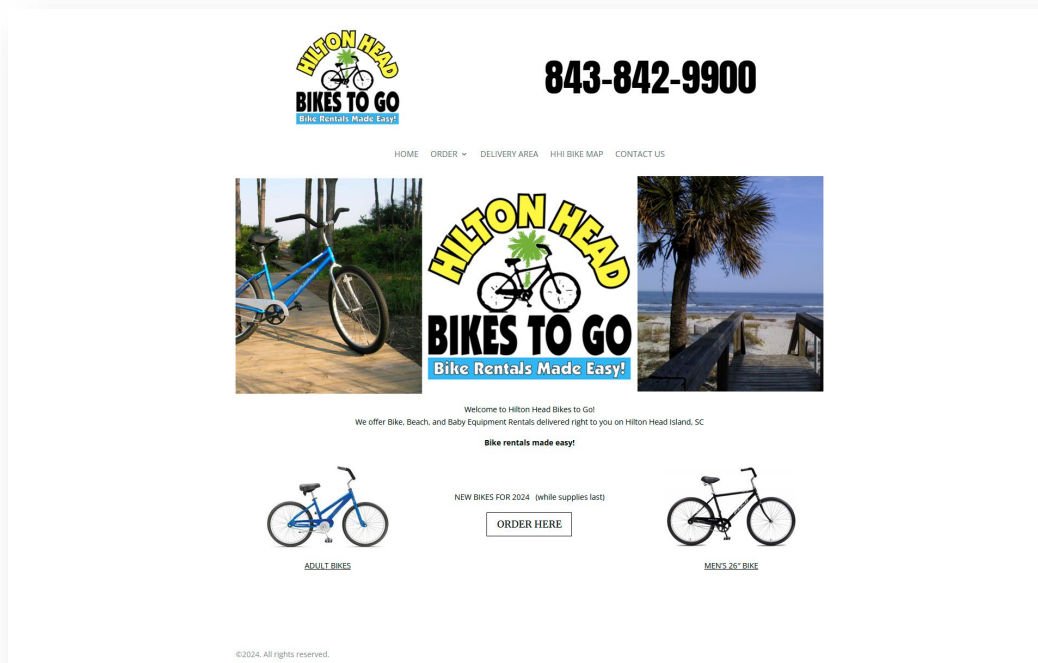 HILTON HEAD
BIKES TO GO
Bike Rentals Made Easy!
843-842-9900
HOME ORDER DELIVERY AREA HHI BIKE MAP CONTACT US
HILTON HEAD
BIKES TO GO
Bike Rentals Made Easy!
Welcome to Hilton Head Bikes to Go!
We offer Bike, Beach, and Baby Equipment Rentals delivered right to you on Hilton Head Island, SC
Bike rentals made easy!
NEW BIKES FOR 2024 (while supplies last)
ORDER HERE
ADULT BIKES
MEN'S 26" BIKE
©2024. All rights reserved.